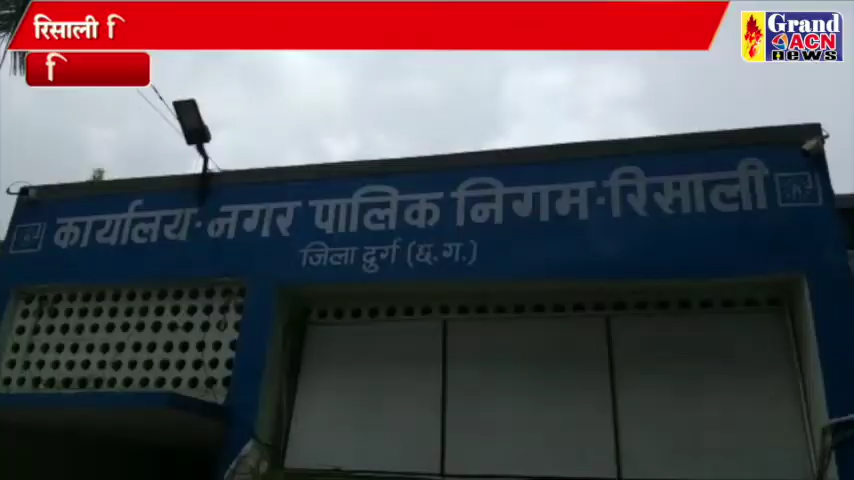 रिसाली
Grand
ACN
news
कार्यालय·नगर पालिक निगम·रिसाली
जिला दुर्ग (छ.ग.)